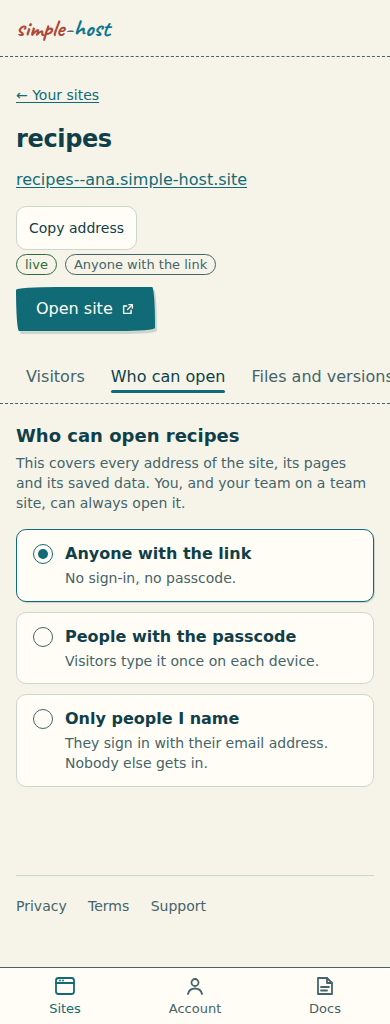 simple-host
← Your sites
recipes
recipes--ana.simple-host.site
Copy address
live
Anyone with the link
Open site
Visitors
Who can open
Files and versions
Who can open recipes
This covers every address of the site, its pages
and its saved data. You, and your team on a team
site, can always open it.
Anyone with the link
No sign-in, no passcode.
People with the passcode
Visitors type it once on each device.
Only people I name
They sign in with their email address.
Nobody else gets in.
Privacy
Terms
Support
Sites
Account
Docs